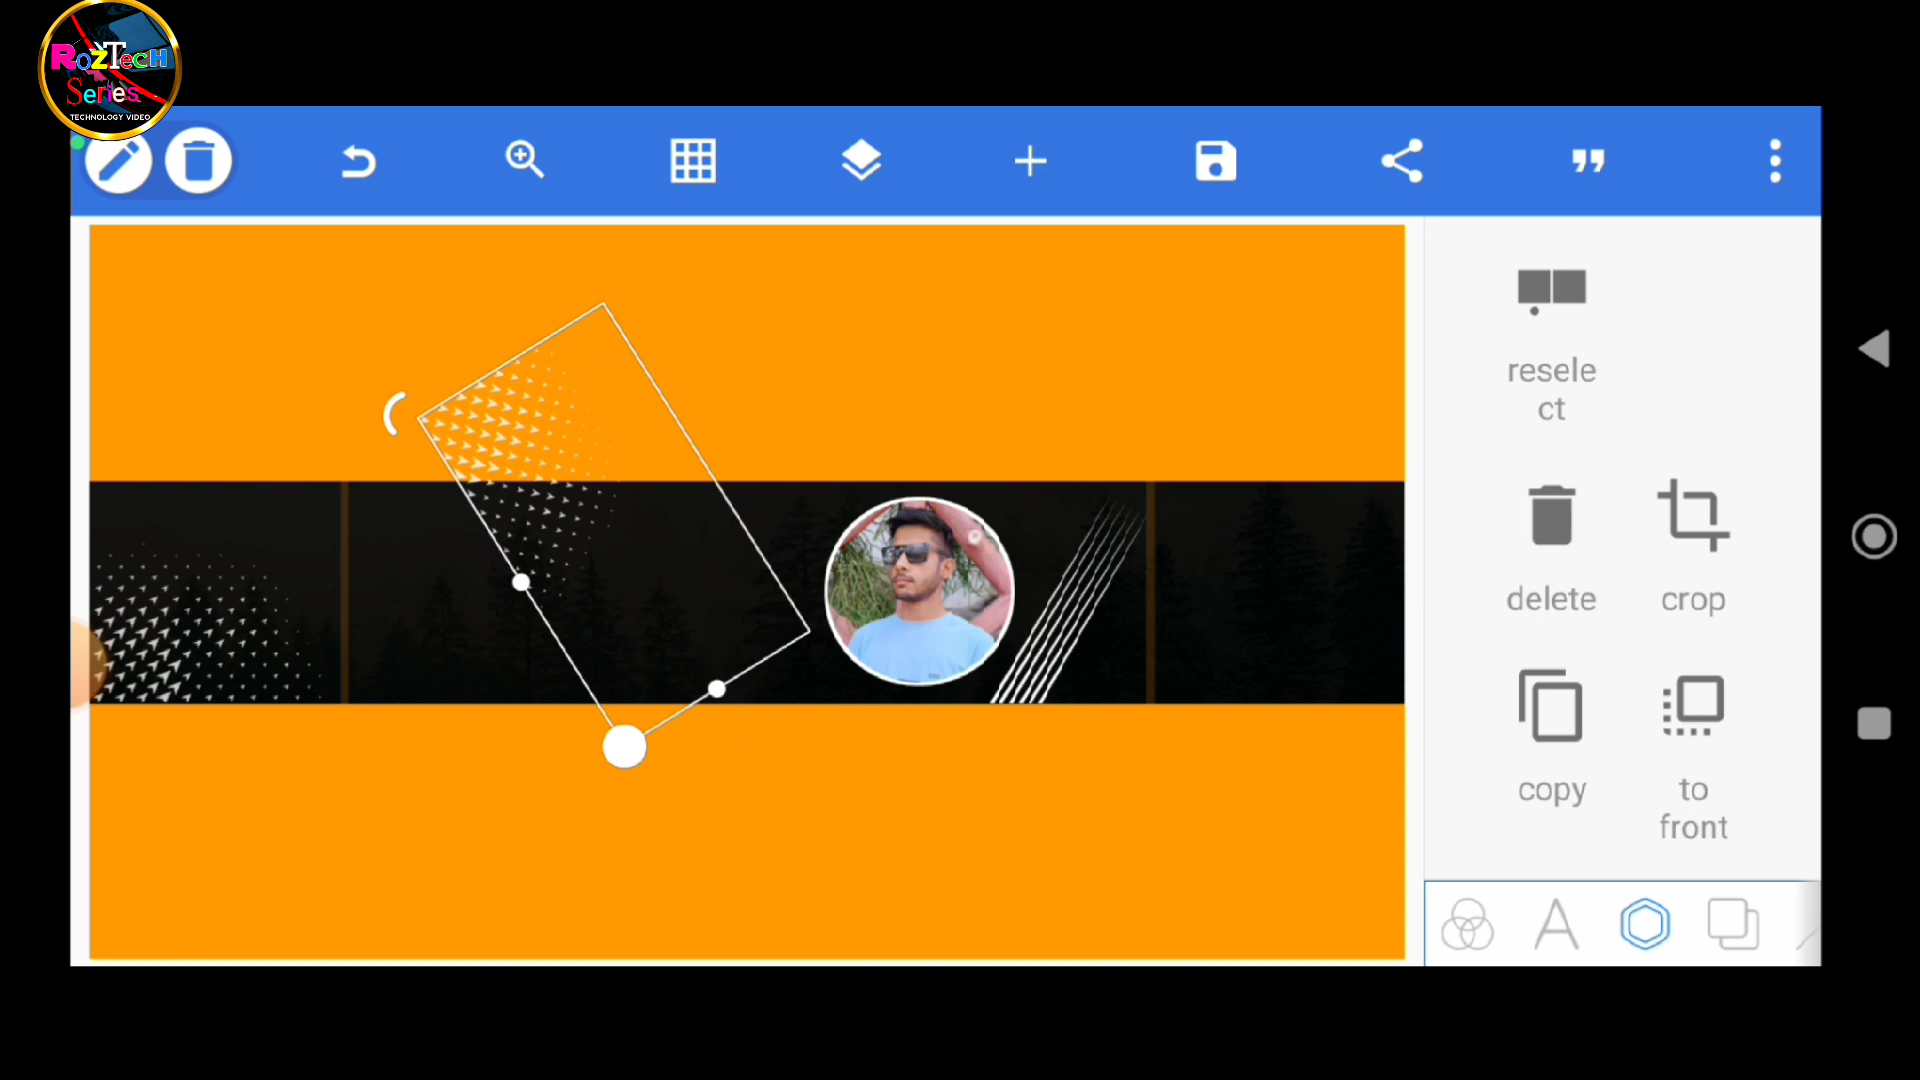 RozTecH
Series
TECHNOLOGY VIDEO
resele
ct
delete
crop
copy
to
front